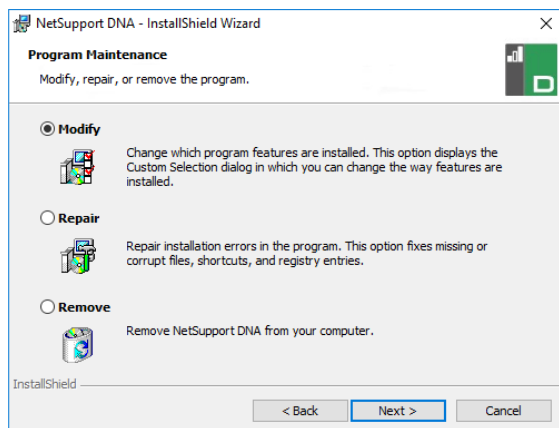 NetSupport DNA - InstallShield Wizard
Program Maintenance
Modify, repair, or remove the program.
D
Modify
Change which program features are installed. This option displays the
Custom Selection dialog in which you can change the way features are
installed.
Repair
Repair installation errors in the program. This option fixes missing or
corrupt files, shortcuts, and registry entries.
Remove
Remove NetSupport DNA from your computer.
InstallShield
< Back
Next >
Cancel